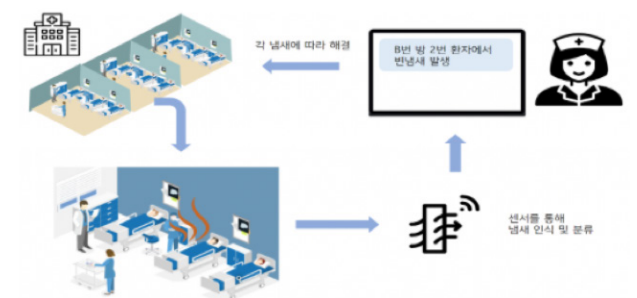 각 냄새에 따라 해결
8번 방 2번 환자에서
변냄새 발생
센서를 통해
냄새 인식 및 분류